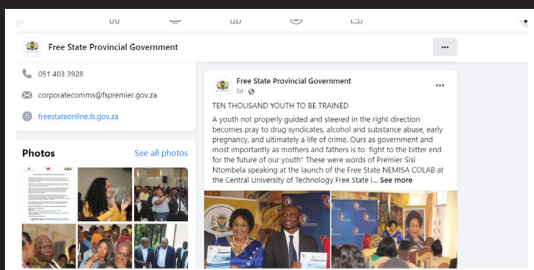 Free State Provincial Government
051 403 3928
corporatecomms@fspremier.gov.za
freestateonline.fs.gov.za
Photos
See all photos
Free State Provincial Government
5d
TEN THOUSAND YOUTH TO BE TRAINED
A youth not properly guided and steered in the right direction
becomes pray to drug syndicates, alcohol and substance abuse, early
pregnancy, and ultimately a life of crime. Ours as government and
most importantly as mothers and fathers is to fight to the bitter end
for the future of our youth" These were words of Premier Sisi
Ntombela speaking at the launch of the Free State NEMISA COLAB at
the Central University of Technology Free State i... See more